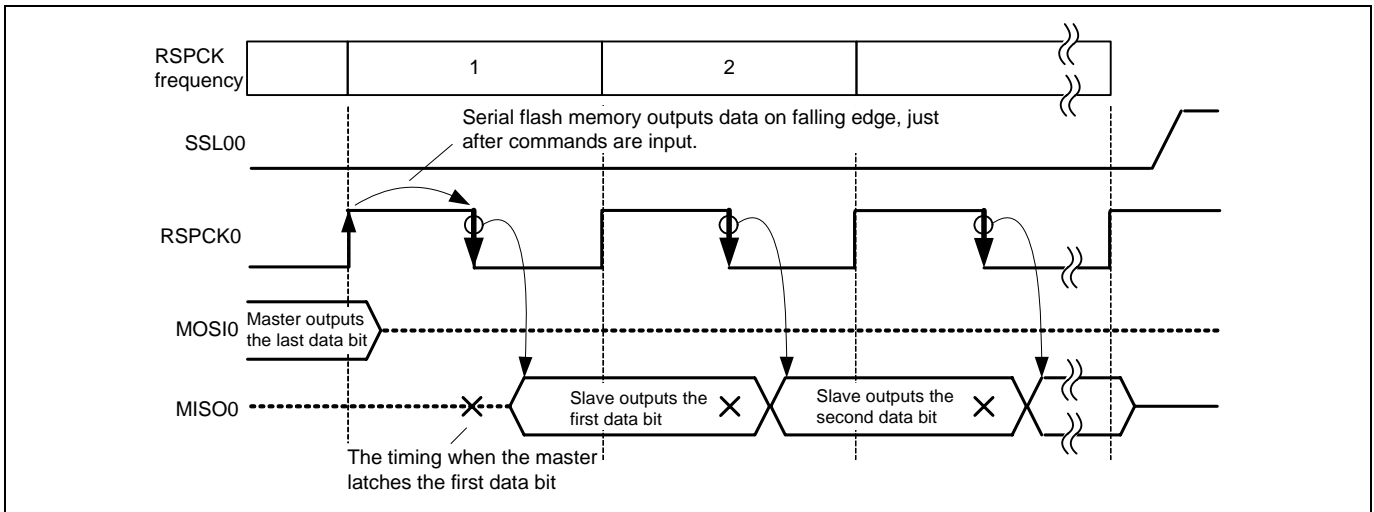 RSPCK
frequency
1
2
Serial flash memory outputs data on falling edge, just
after commands are input.
SSL00
RSPCK0
MOSI0
Master outputs
the last data bit
MISO0
Slave outputs the
first data bit
Slave outputs the
second data bit
The timing when the master
latches the first data bit